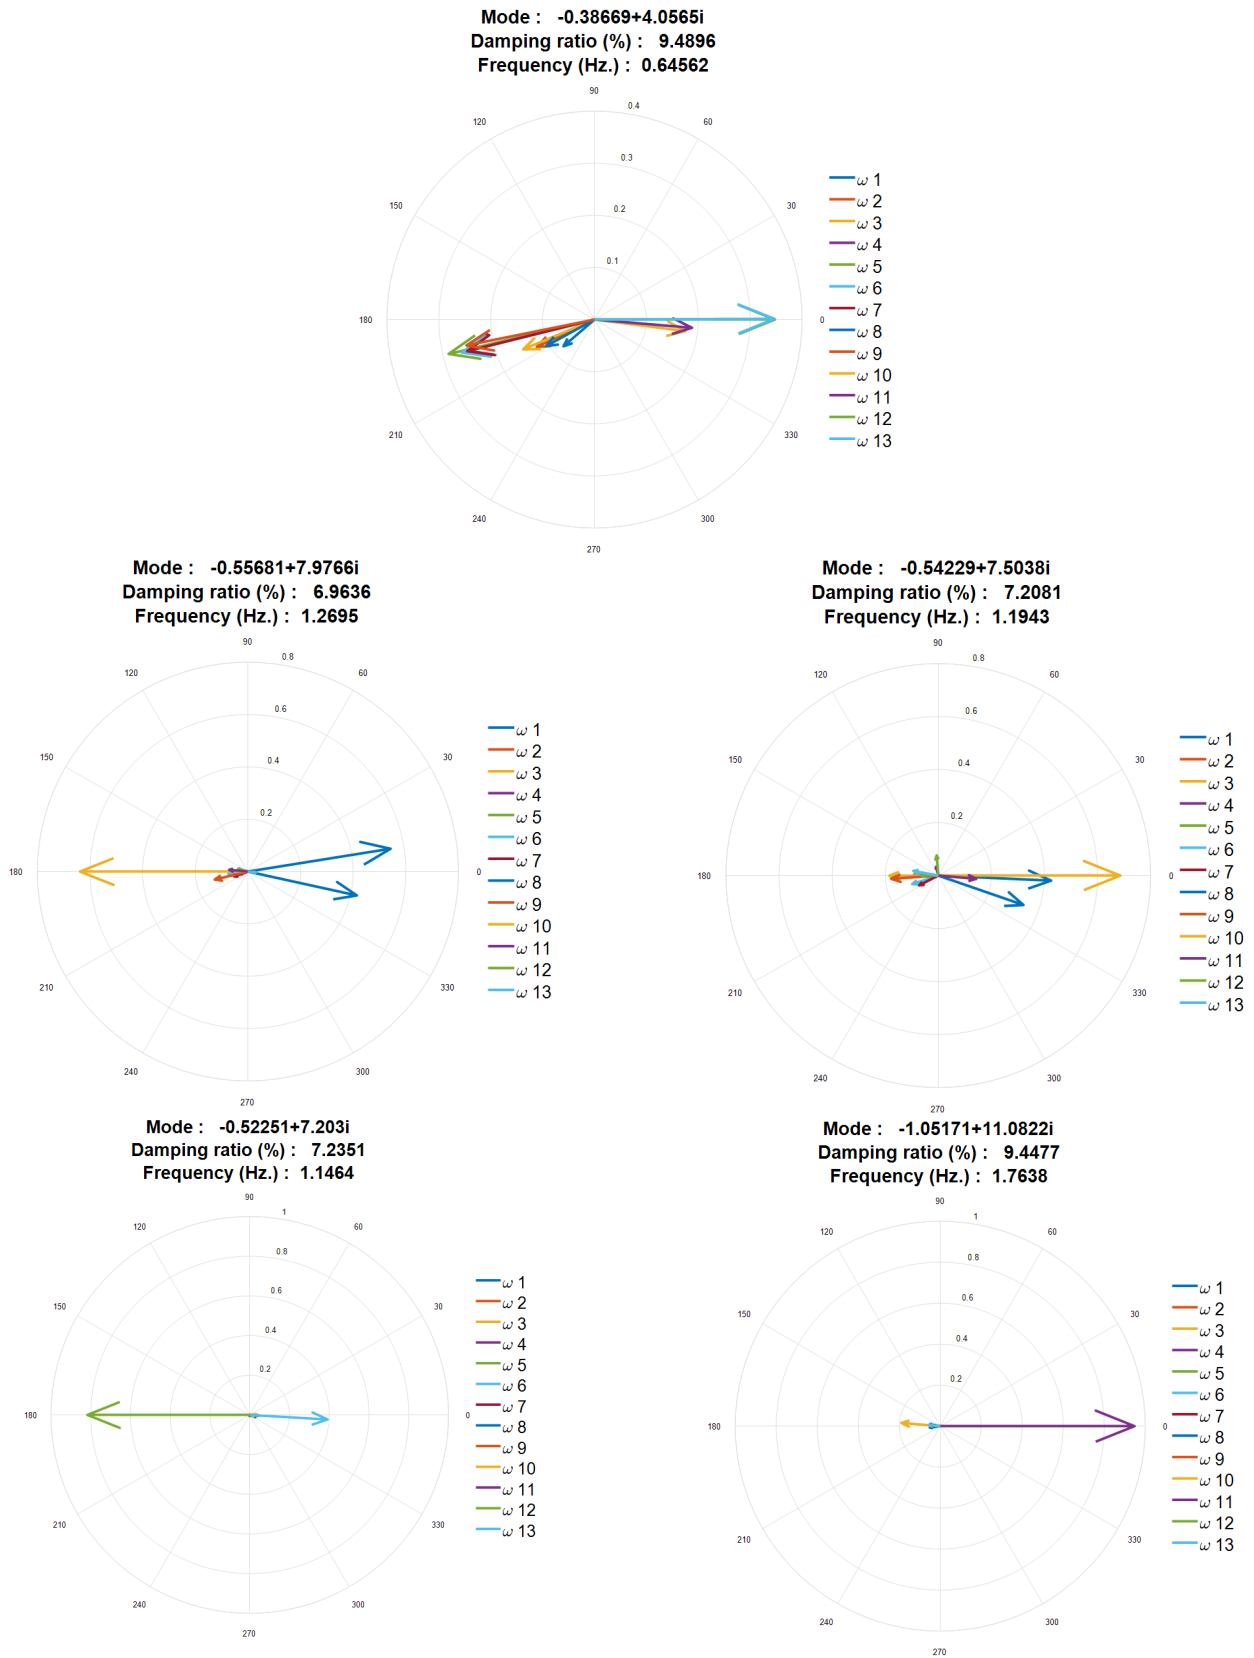 Mode :   -0.38669+4.0565i
Damping ratio (%) :   9.4896
Frequency (Hz.) :  0.64562
90
0.4
120
60
0.3
150
30
0.2
0.1
180
0
210
330
240
300
270
ω 1
ω 2
ω 3
ω 4
ω 5
ω 6
ω 7
ω 8
ω 9
ω 10
ω 11
ω 12
ω 13
Mode :   -0.55681+7.9766i
Damping ratio (%) :   6.9636
Frequency (Hz.) :  1.2695
90
0.8
120
60
0.6
150
30
0.4
0.2
180
0
210
330
240
300
270
ω 1
ω 2
ω 3
ω 4
ω 5
ω 6
ω 7
ω 8
ω 9
ω 10
ω 11
ω 12
ω 13
Mode :   -0.54229+7.5038i
Damping ratio (%) :   7.2081
Frequency (Hz.) :  1.1943
90
0.8
120
60
0.6
150
30
0.4
0.2
180
0
210
330
240
300
270
ω 1
ω 2
ω 3
ω 4
ω 5
ω 6
ω 7
ω 8
ω 9
ω 10
ω 11
ω 12
ω 13
Mode :   -0.52251+7.203i
Damping ratio (%) :   7.2351
Frequency (Hz.) :  1.1464
90
1
120
60
0.8
150
30
0.6
0.4
0.2
180
0
210
330
240
300
270
ω 1
ω 2
ω 3
ω 4
ω 5
ω 6
ω 7
ω 8
ω 9
ω 10
ω 11
ω 12
ω 13
Mode :   -1.05171+11.0822i
Damping ratio (%) :   9.4477
Frequency (Hz.) :  1.7638
90
1
120
60
0.8
150
30
0.6
0.4
0.2
180
0
210
330
240
300
270
ω 1
ω 2
ω 3
ω 4
ω 5
ω 6
ω 7
ω 8
ω 9
ω 10
ω 11
ω 12
ω 13